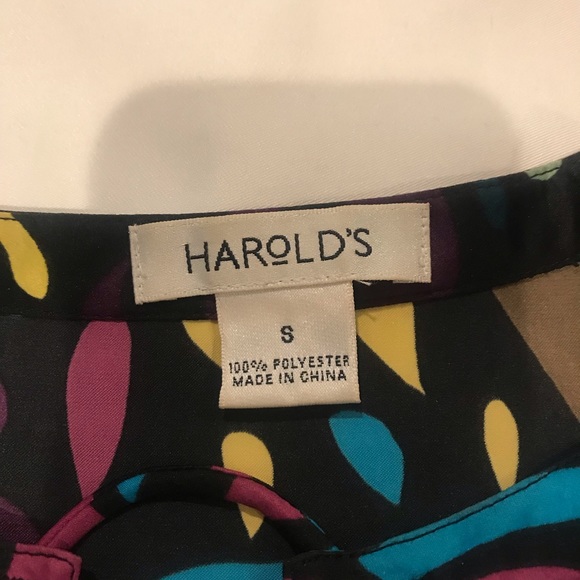 HAROLD'S
S
100% POLYESTER
MADE IN CHINA